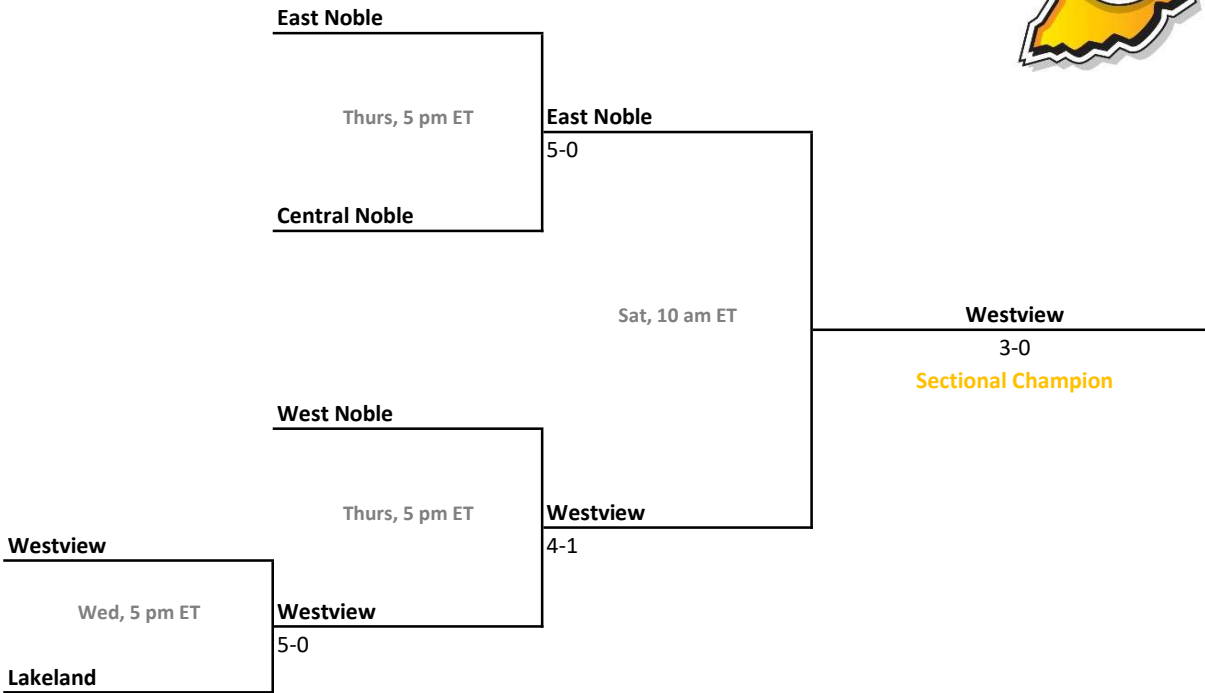 East Noble
Thurs, 5 pm ET
East Noble
5-0
Central Noble
Sat, 10 am ET
Westview
3-0
Sectional Champion
West Noble
Thurs, 5 pm ET
Westview
4-1
Westview
Wed, 5 pm ET
Westview
5-0
Lakeland